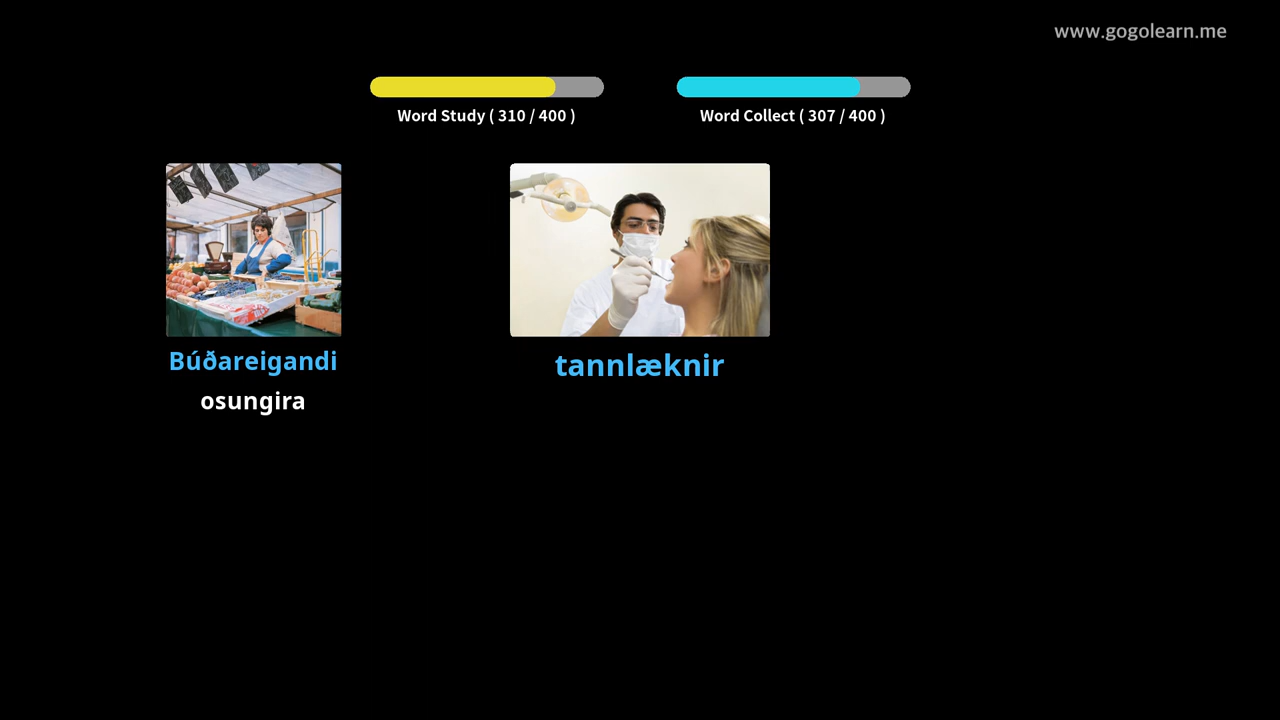 www.gogolearn.me
Word Study ( 310 / 400 )
Word Collect ( 307 / 400 )
Búðareigandi
osungira
tannlæknir